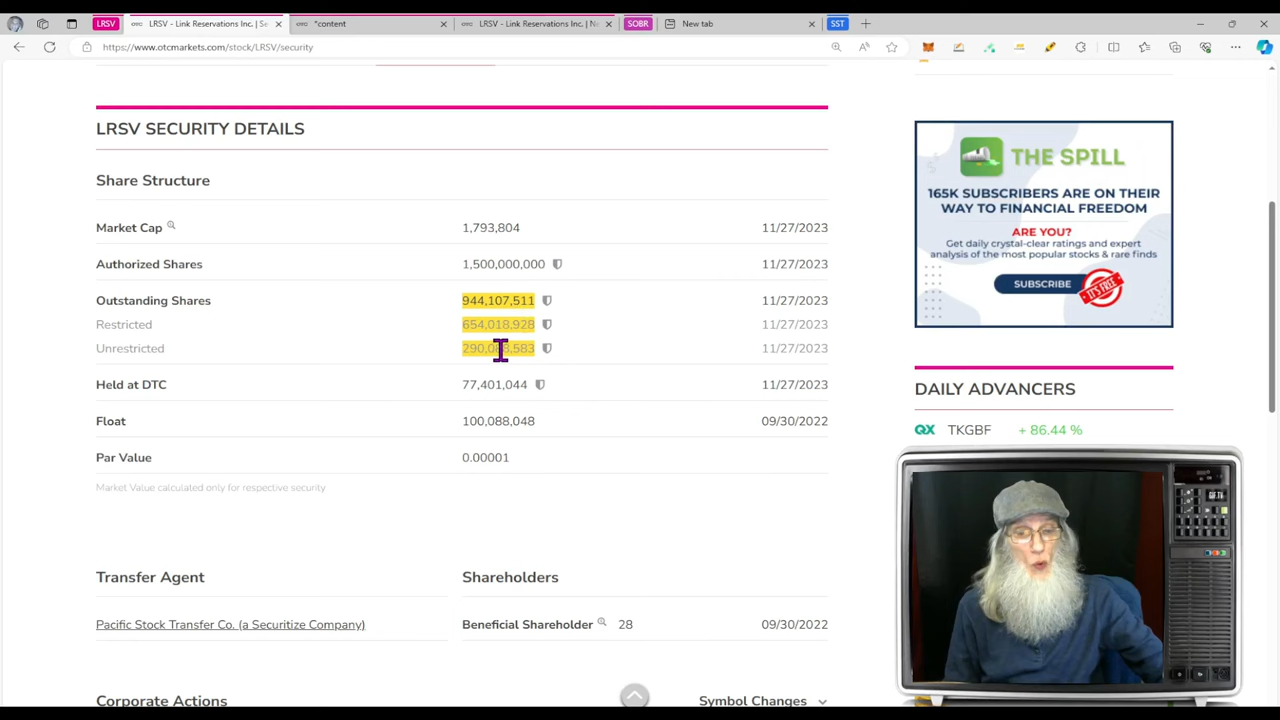 LRSV
LRSV - Link Reservations Inc. | Se
*content
LRSV - Link Reservations Inc. | Ne
SOBR
New tab
SST
https://www.otcmarkets.com/stock/LRSV/security
LRSV SECURITY DETAILS
Share Structure
Market Cap 1,793,804 11/27/2023
Authorized Shares 1,500,000,000 11/27/2023
Outstanding Shares 944,107,511 11/27/2023
Restricted 654,018,928 11/27/2023
Unrestricted 290,088,583 11/27/2023
Held at DTC 77,401,044 11/27/2023
Float 100,088,048 09/30/2022
Par Value 0.00001
Market Value calculated only for respective security
Transfer Agent
Pacific Stock Transfer Co. (a Securitize Company)
Shareholders
Beneficial Shareholder 28 09/30/2022
Corporate Actions
Symbol Changes
THE SPILL
165K SUBSCRIBERS ARE ON THEIR
WAY TO FINANCIAL FREEDOM
ARE YOU?
Get daily crystal-clear ratings and expert
analysis of the most popular stocks & rare finds
SUBSCRIBE
IT'S FREE
DAILY ADVANCERS
QX TKGBF + 86.44 %